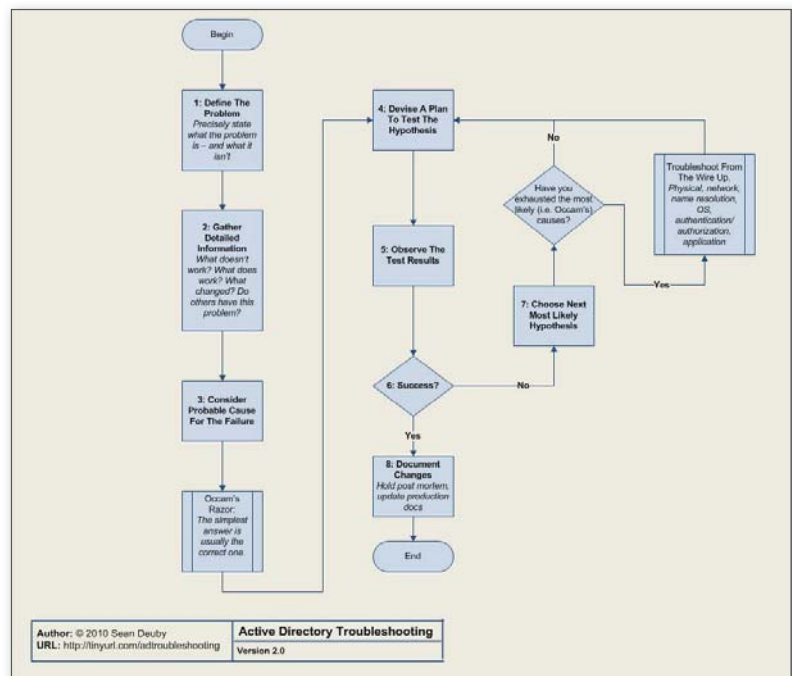 Begin
1: Define The
Problem
Precisely state
what the problem
is – and what it
isn't
2: Gather
Detailed
Information
What doesn't
work? What does
work? What
changed? Do
others have this
problem?
3: Consider
Probable Cause
For The Failure
Occam's
Razor:
The simplest
answer is
usually the
correct one
4: Devise A Plan
To Test The
Hypothesis
5: Observe The
Test Results
6: Success?
No
Yes
7: Choose Next
Most Likely
Hypothesis
Have you
exhausted the most
likely (i.e. Occam's)
causes?
No
Yes
Troubleshoot From
The Wire Up.
Physical, network,
name resolution,
OS,
authentication/
authorization,
application
8: Document
Changes
Hold post mortem,
update production
docs
End
Author: © 2010 Sean Deuby
URL: http://tinyurl.com/adtroubleshooting
Active Directory Troubleshooting
Version 2.0